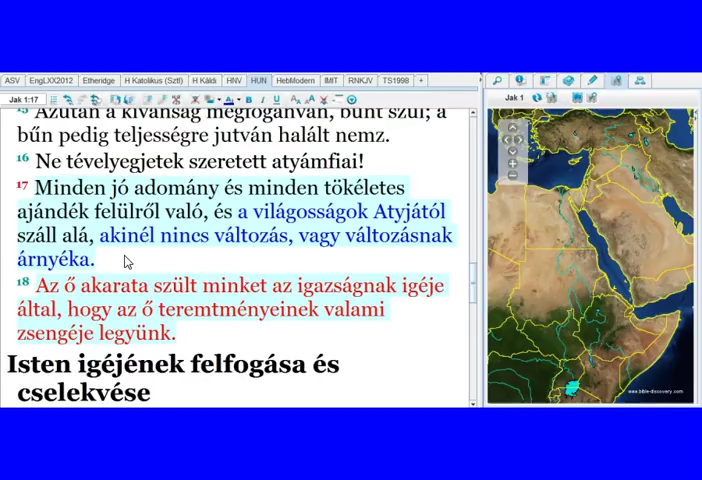 ASV EngLXX2012 Etheridge H Katolikus (Sztl) H Káldi HNV HUN HebModern IMIT RNKJV TS1998 +
Jak 1:17
Jak 1
15 Azután a kívánság megfoganván, bűnt szül; a
bűn pedig teljességre jutván halált nemz.
16 Ne tévelyegjetek szeretett atyámfiai!
17 Minden jó adomány és minden tökéletes
ajándék felülről való, és a világosságok Atyjától
száll alá, akinél nincs változás, vagy változásnak
árnyéka.
18 Az ő akarata szült minket az igazságnak igéje
által, hogy az ő teremtményeinek valami
zsengéje legyünk.
Isten igéjének felfogása és
cselekvése
www.bible-discovery.com